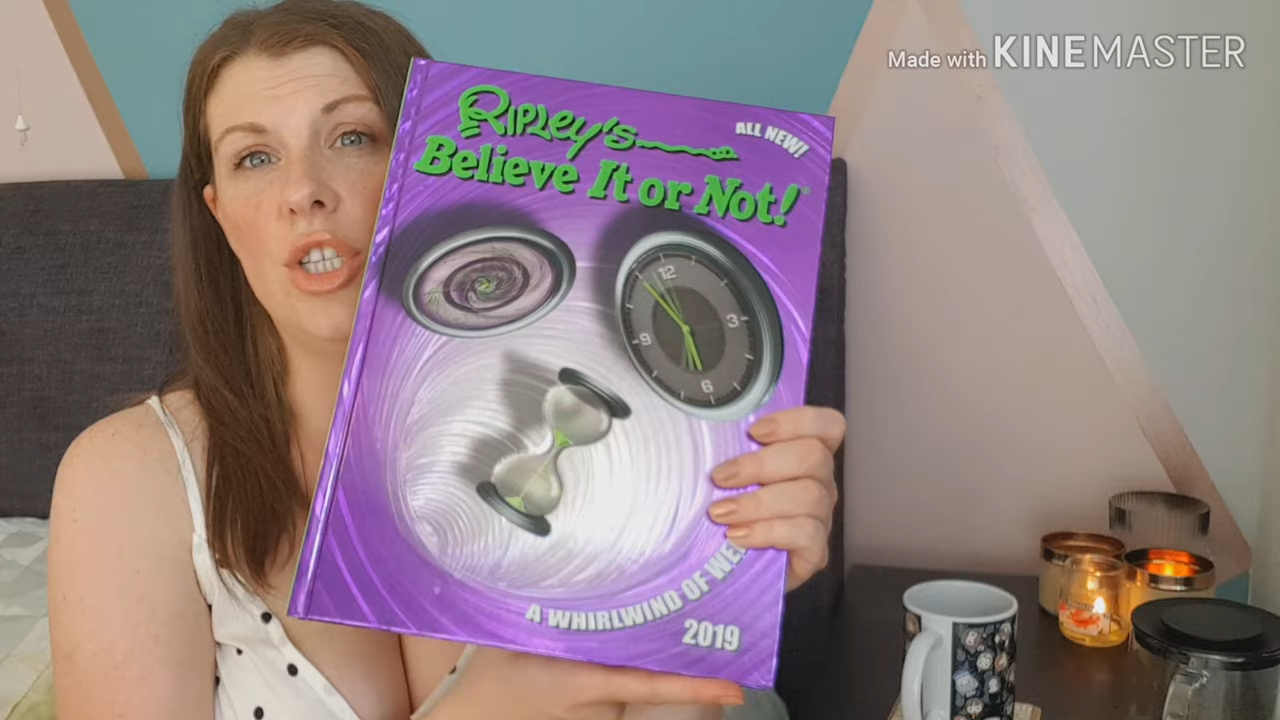 Made with KINEMASTER
RIPLEY'S
Believe It or Not!®
ALL NEW!
12
3
6
9
A WHIRLWIND OF
2019